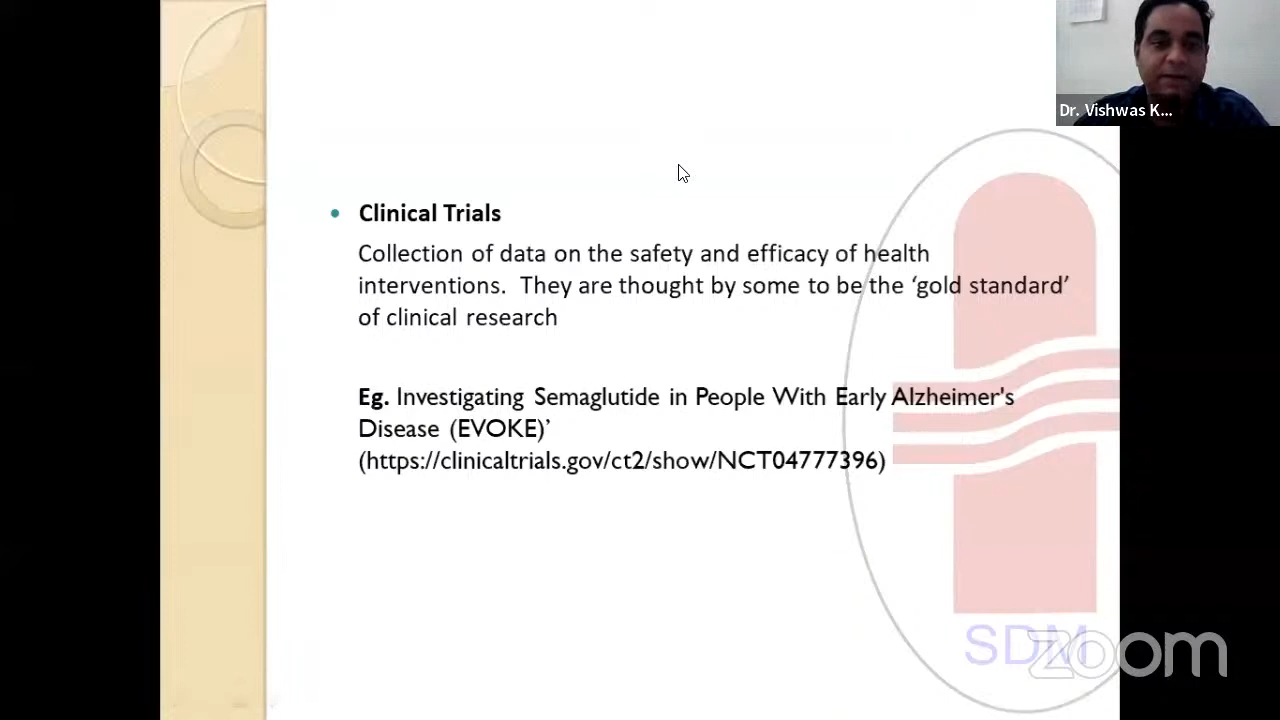 Dr. Vishwas K...
• Clinical Trials
Collection of data on the safety and efficacy of health
interventions. They are thought by some to be the ‘gold standard’
of clinical research
Eg. Investigating Semaglutide in People With Early Alzheimer's
Disease (EVOKE)’
(https://clinicaltrials.gov/ct2/show/NCT04777396)
SDM
zoom